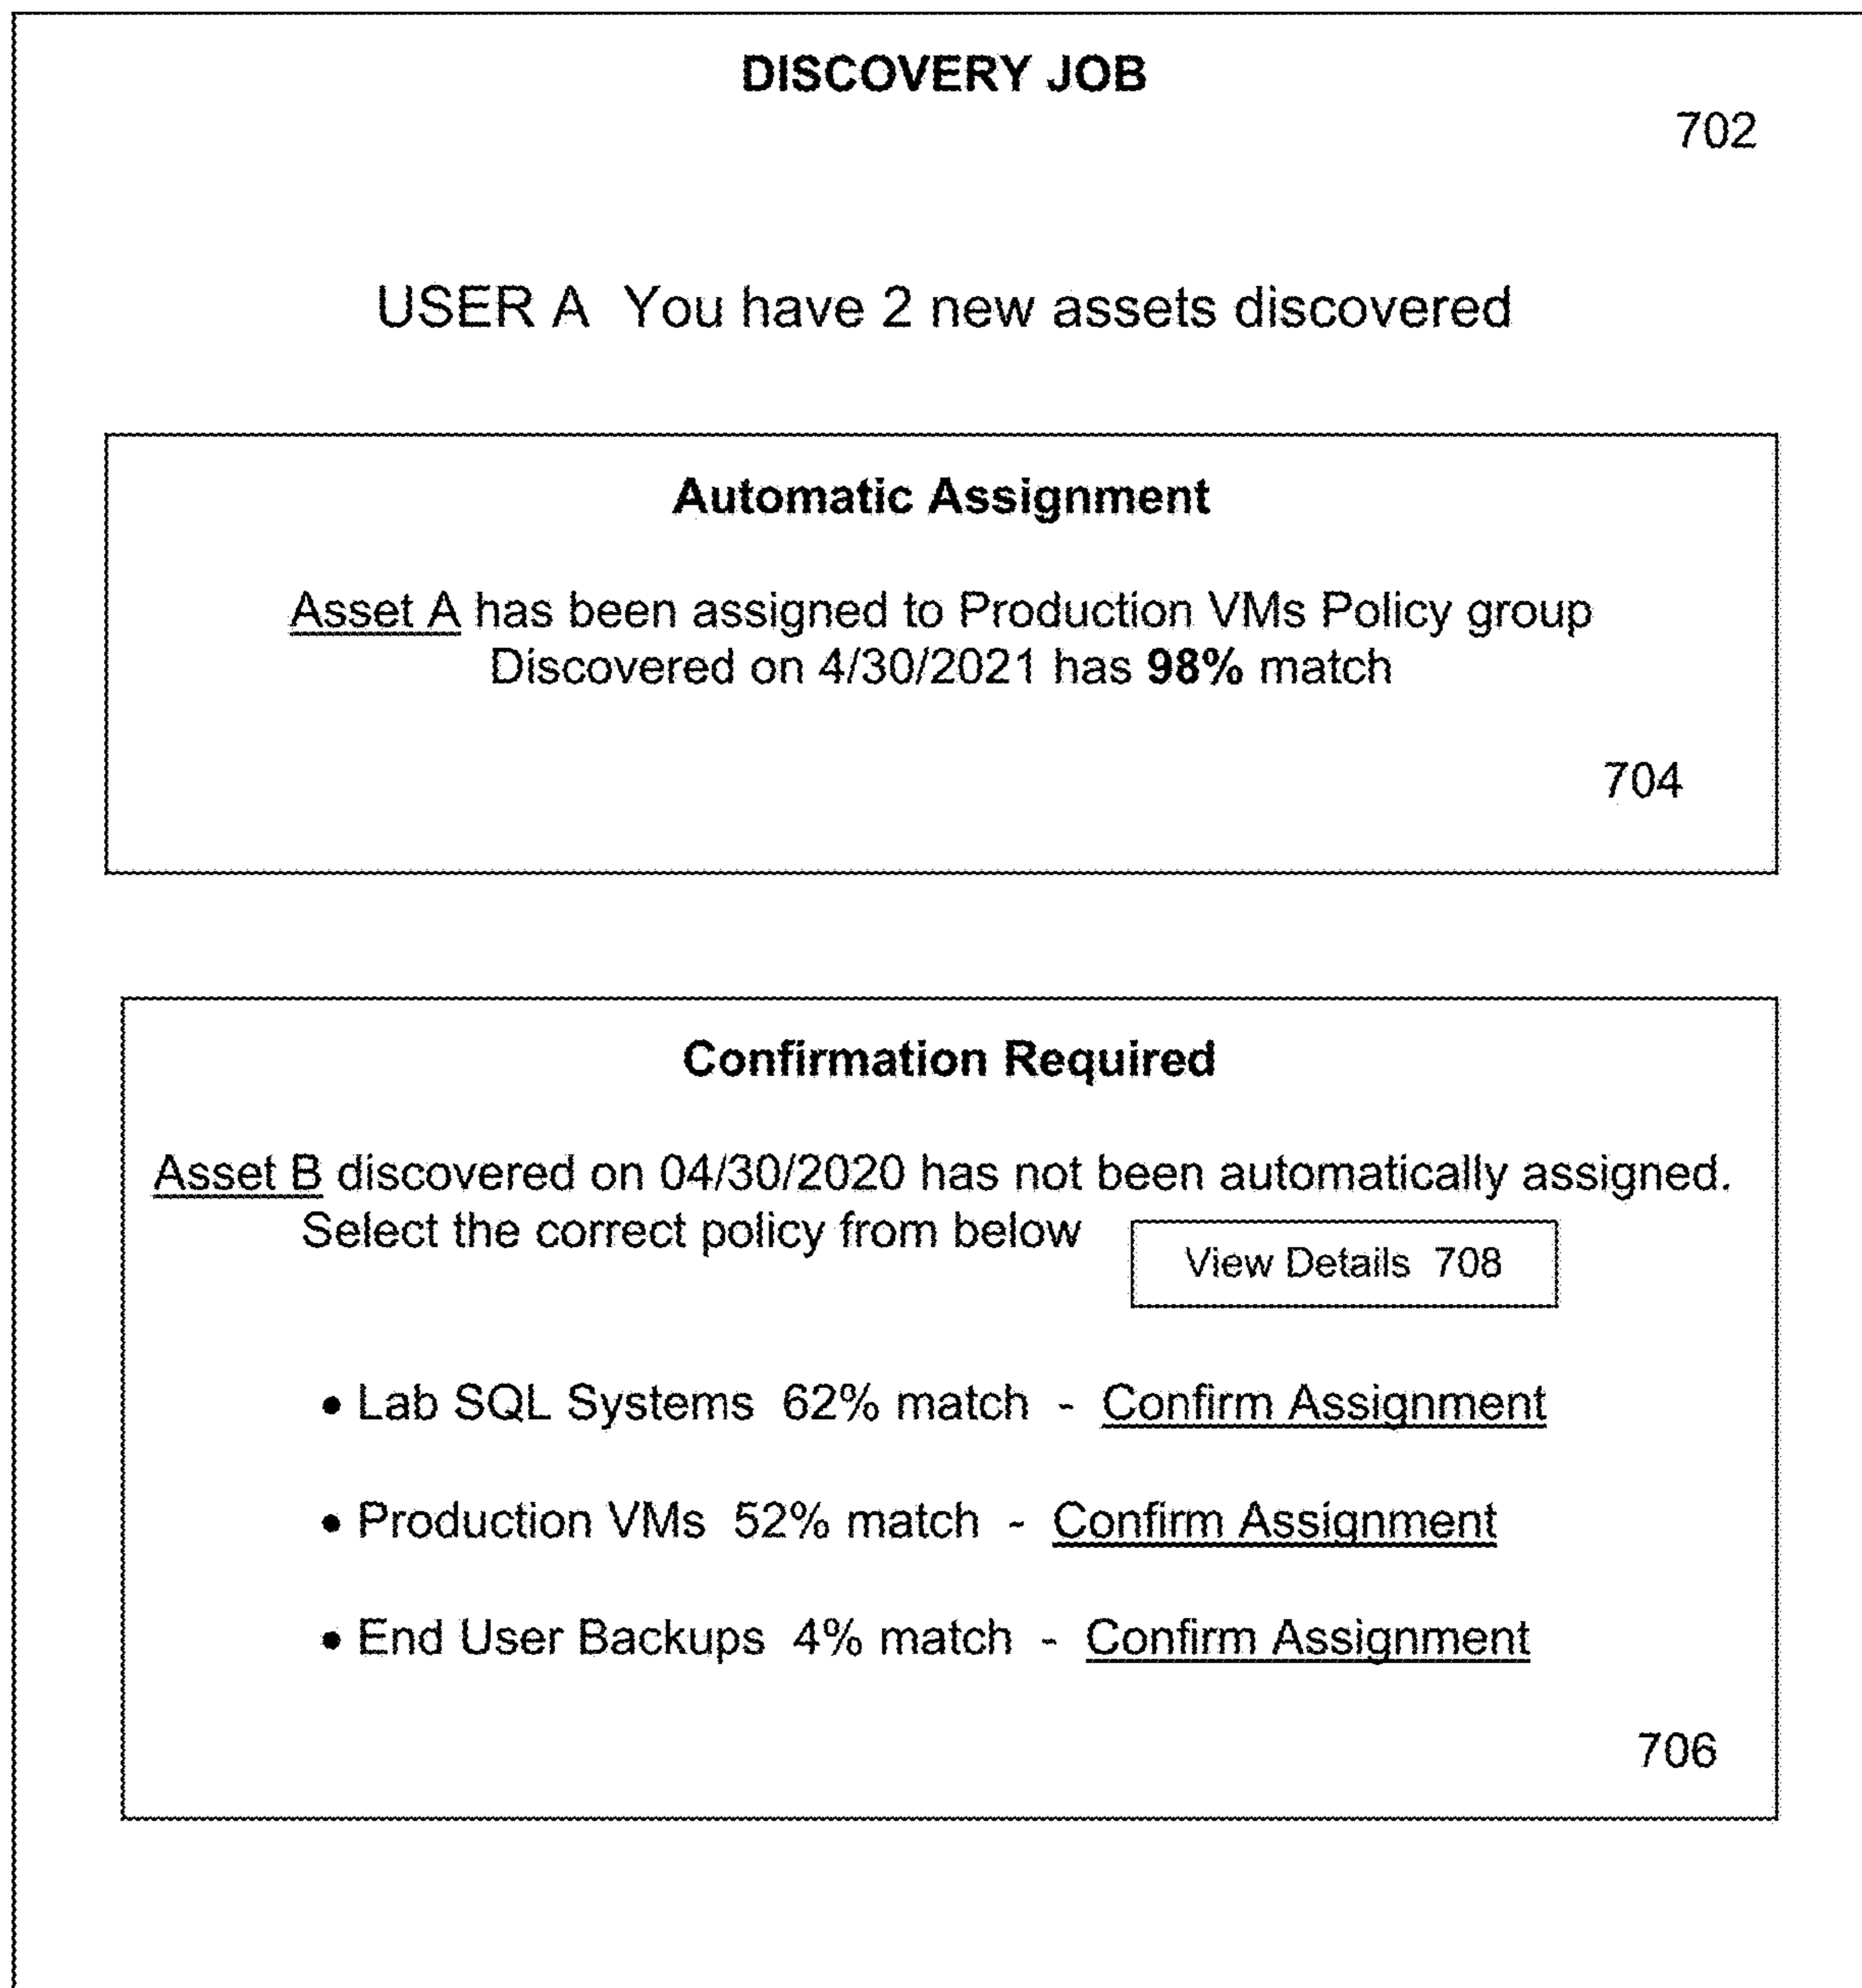 DISCOVERY JOB
702
USER A You have 2 new assets discovered
Automatic Assignment
Asset A has been assigned to Production VMs Policy group
Discovered on 4/30/2021 has 98% match
704
Confirmation Required
Asset B discovered on 04/30/2020 has not been automatically assigned.
Select the correct policy from below
View Details 708
• Lab SQL Systems 62% match - Confirm Assignment
• Production VMs 52% match - Confirm Assignment
• End User Backups 4% match - Confirm Assignment
706